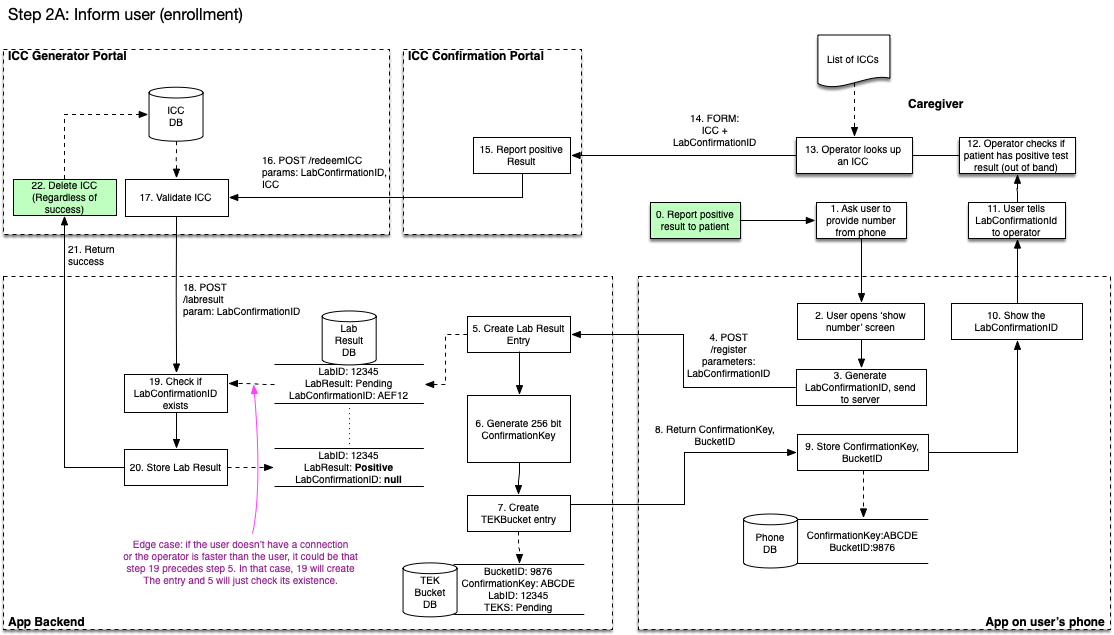 Step 2A: Inform user (enrollment)
ICC Generator Portal
ICC
DB
22. Delete ICC
(Regardless of
success)
17. Validate ICC
16. POST /redeemICC
params: LabConfirmationID,
ICC
ICC Confirmation Portal
15. Report positive
Result
14. FORM:
ICC +
LabConfirmationID
List of ICCs
Caregiver
13. Operator looks up
an ICC
12. Operator checks if
patient has positive test
result (out of band)
0. Report positive
result to patient
1. Ask user to
provide number
from phone
11. User tells
LabConfirmationId
to operator
21. Return
success
18. POST
/labresult
param: LabConfirmationID
Lab
Result
DB
LabID: 12345
LabResult: Pending
LabConfirmationID: AEF12
19. Check if
LabConfirmationID
exists
20. Store Lab Result
LabID: 12345
LabResult: Positive
LabConfirmationID: null
Edge case: if the user doesn't have a connection
or the operator is faster than the user, it could be that
step 19 precedes step 5. In that case, 19 will create
The entry and 5 will just check its existence.
5. Create Lab Result
Entry
6. Generate 256 bit
ConfirmationKey
7. Create
TEKBucket entry
TEK
Bucket
DB
BucketID: 9876
ConfirmationKey: ABCDE
LabID: 12345
TEKS: Pending
App Backend
4. POST
/register
parameters:
LabConfirmationID
8. Return ConfirmationKey,
BucketID
2. User opens ‘show
number’ screen
3. Generate
LabConfirmationID, send
to server
10. Show the
LabConfirmationID
9. Store ConfirmationKey,
BucketID
Phone
DB
ConfirmationKey:ABCDE
BucketID:9876
App on user's phone